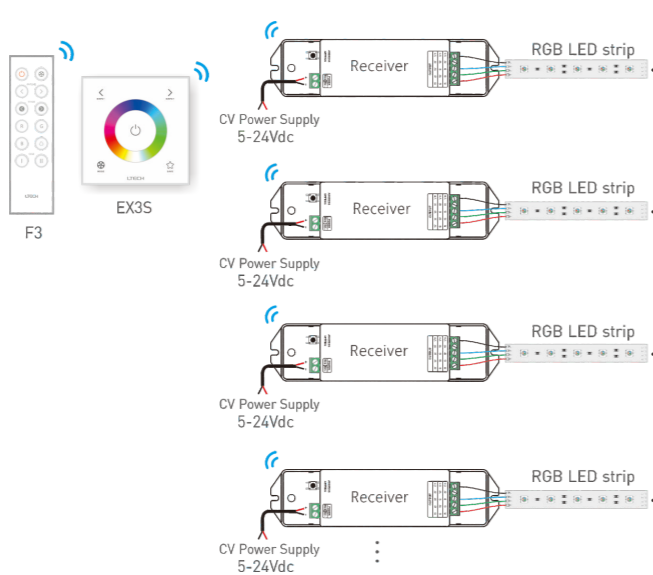 Receiver
RGB LED strip
CV Power Supply
5-24Vdc
LTECH
EX3S
LTECH
F3
Receiver
RGB LED strip
CV Power Supply
5-24Vdc
Receiver
RGB LED strip
CV Power Supply
5-24Vdc
Receiver
RGB LED strip
CV Power Supply
5-24Vdc